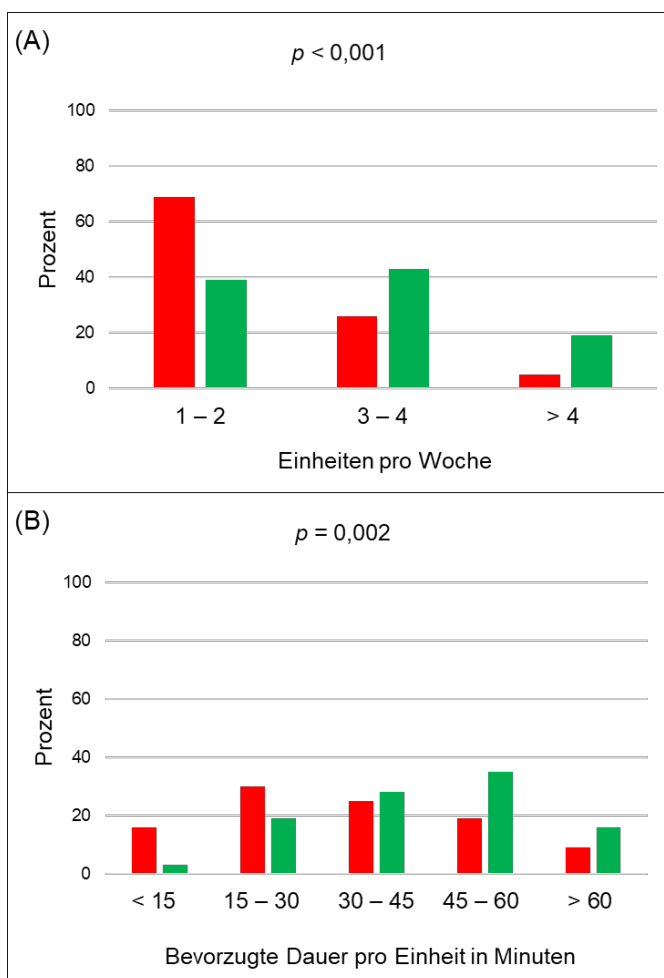 (A)
p < 0,001
100
80
60
40
20
0
Prozent
1 – 2 3 – 4 > 4
Einheiten pro Woche
(B)
p = 0,002
100
80
60
40
20
0
Prozent
< 15 15 – 30 30 – 45 45 – 60 > 60
Bevorzugte Dauer pro Einheit in Minuten